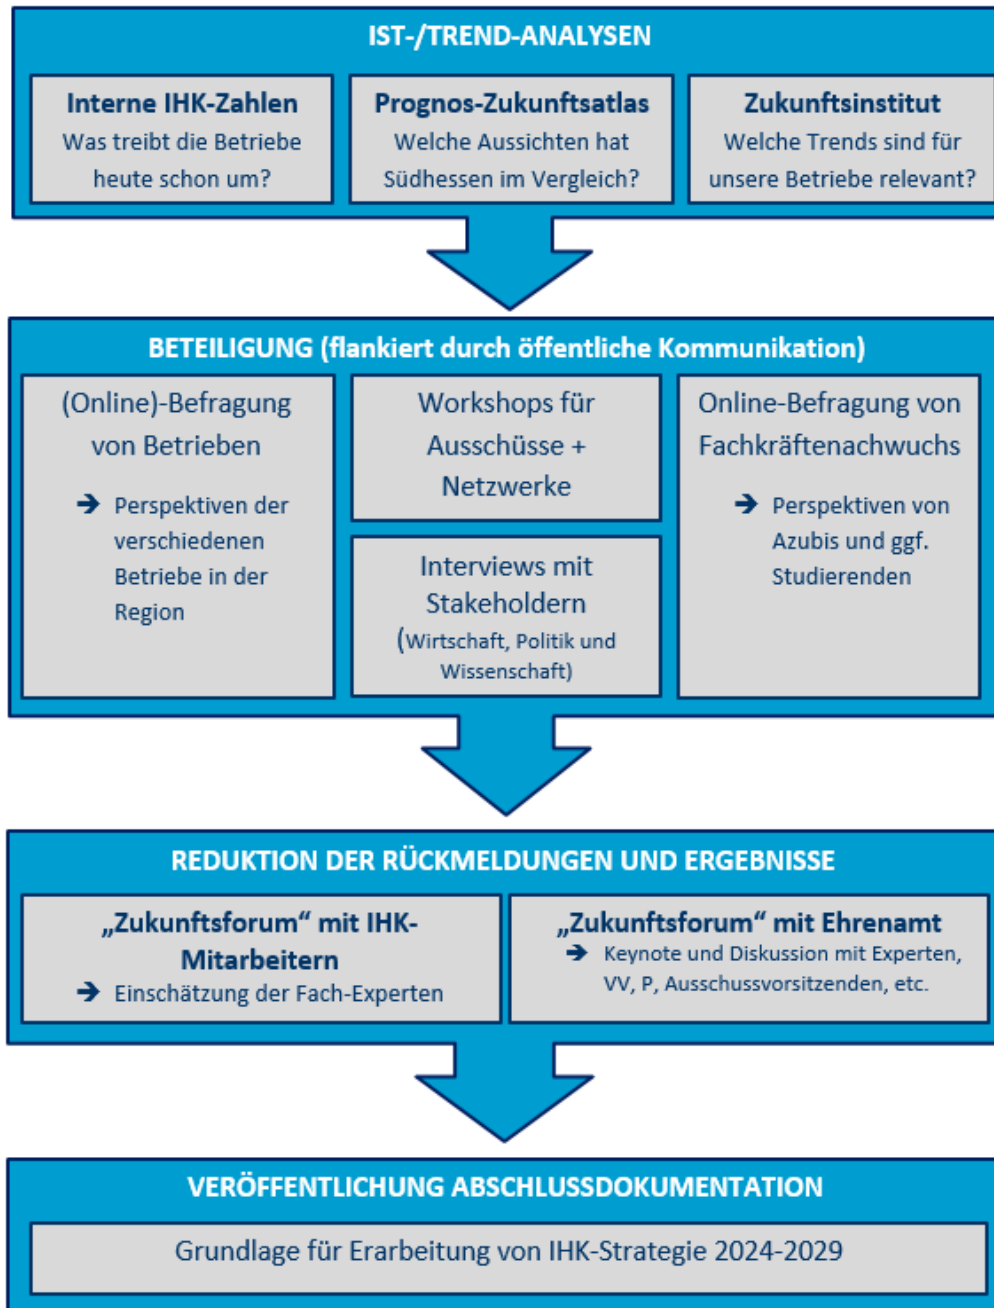 IST-/TREND-ANALYSEN
Interne IHK-Zahlen
Was treibt die Betriebe
heute schon um?
Prognos-Zukunftsatlas
Welche Aussichten hat
Südhessen im Vergleich?
Zukunftsinstitut
Welche Trends sind für
unsere Betriebe relevant?
BETEILIGUNG (flankiert durch öffentliche Kommunikation)
(Online)-Befragung
von Betrieben
➔ Perspektiven der
verschiedenen
Betriebe in der
Region
Workshops für
Ausschüsse +
Netzwerke
Interviews mit
Stakeholdern
(Wirtschaft, Politik und
Wissenschaft)
Online-Befragung von
Fachkräftenachwuchs
➔ Perspektiven von
Azubis und ggf.
Studierenden
REDUKTION DER RÜCKMELDUNGEN UND ERGEBNISSE
„Zukunftsforum“ mit IHK-
Mitarbeitern
➔ Einschätzung der Fach-Experten
„Zukunftsforum“ mit Ehrenamt
➔ Keynote und Diskussion mit Experten,
VV, P, Ausschussvorsitzenden, etc.
VERÖFFENTLICHUNG ABSCHLUSSDOKUMENTATION
Grundlage für Erarbeitung von IHK-Strategie 2024-2029